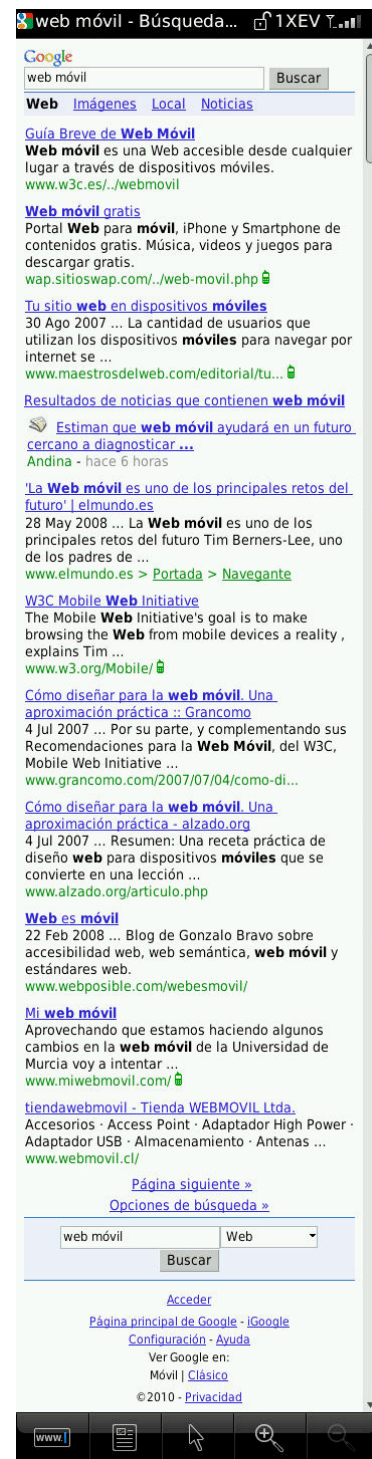 web móvil - Búsqueda... 1XEV
Google
web móvil Buscar
Web Imágenes Local Noticias
Guía Breve de Web Móvil
Web móvil es una Web accesible desde cualquier
lugar a través de dispositivos móviles.
www.w3c.es/../webmovil
Web móvil gratis
Portal Web para móvil, iPhone y Smartphone de
contenidos gratis. Música, videos y juegos para
descargar gratis.
wap.sitioswap.com/../web-movil.php
Tu sitio web en dispositivos móviles
30 Ago 2007 ... La cantidad de usuarios que
utilizan los dispositivos móviles para navegar por
internet se ...
www.maestrosdelweb.com/editorial/tu...
Resultados de noticias que contienen web móvil
Estiman que web móvil ayudará en un futuro
cercano a diagnosticar ...
Andina - hace 6 horas
'La Web móvil es uno de los principales retos del
futuro' | elmundo.es
28 May 2008 ... La Web móvil es uno de los
principales retos del futuro Tim Berners-Lee, uno
de los padres de ...
www.elmundo.es > Portada > Navegante
W3C Mobile Web Initiative
The Mobile Web Initiative's goal is to make
browsing the Web from mobile devices a reality ,
explains Tim ...
www.w3.org/Mobile/
Cómo diseñar para la web móvil. Una
aproximación práctica :: Grancomo
4 Jul 2007 ... Por su parte, y complementando sus
Recomendaciones para la Web Móvil, del W3C,
Mobile Web Initiative ...
www.grancomo.com/2007/07/04/como-di...
Cómo diseñar para la web móvil. Una
aproximación práctica - alzado.org
4 Jul 2007 ... Resumen: Una receta práctica de
diseño web para dispositivos móviles que se
convierte en una lección ...
www.alzado.org/articulo.php
Web es móvil
22 Feb 2008 ... Blog de Gonzalo Bravo sobre
accesibilidad web, web semántica, web móvil y
estándares web.
www.webposible.com/webesmovil/
Mi web móvil
Aprovechando que estamos haciendo algunos
cambios en la web móvil de la Universidad de
Murcia voy a intentar ...
www.miwebmovil.com/
tiendawebmovil - Tienda WEBMOVIL Ltda.
Accesorios · Access Point · Adaptador High Power ·
Adaptador USB · Almacenamiento · Antenas ...
www.webmovil.cl/
Página siguiente »
Opciones de búsqueda »
web móvil Web
Buscar
Acceder
Página principal de Google - iGoogle
Configuración - Ayuda
Ver Google en:
Móvil | Clásico
©2010 - Privacidad
www.